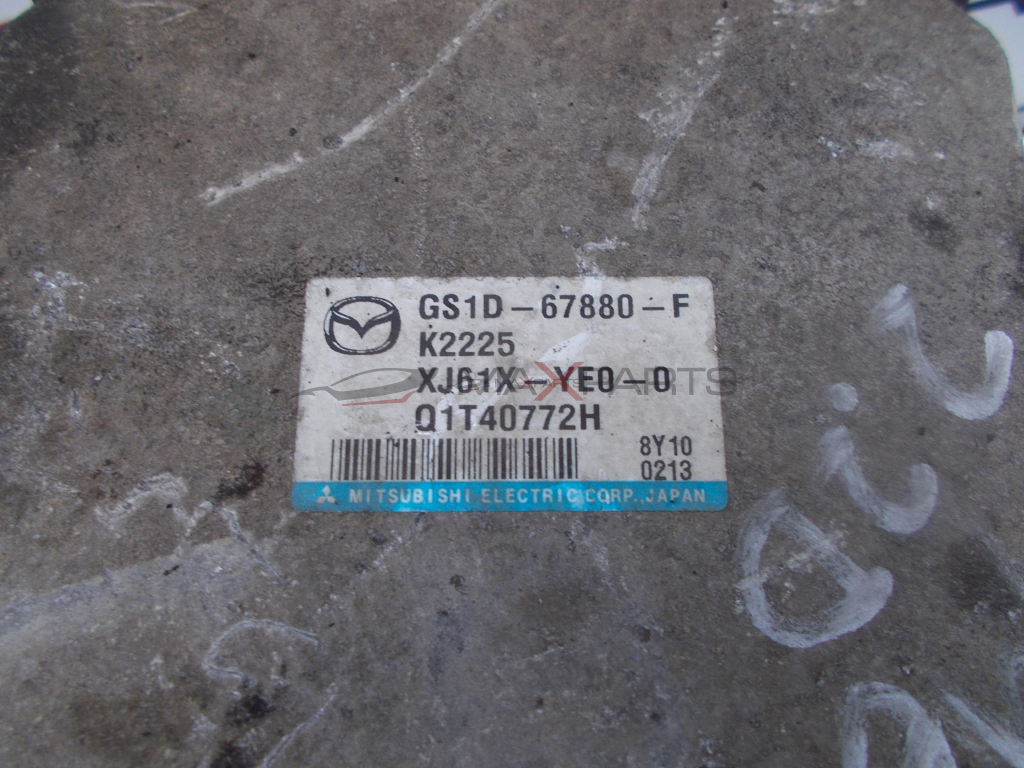 GS1D-67880-F
K2225
XJ61X-YE0-0
Q1T40772H
8Y10
0213
MITSUBISHI ELECTRIC CORP., JAPAN